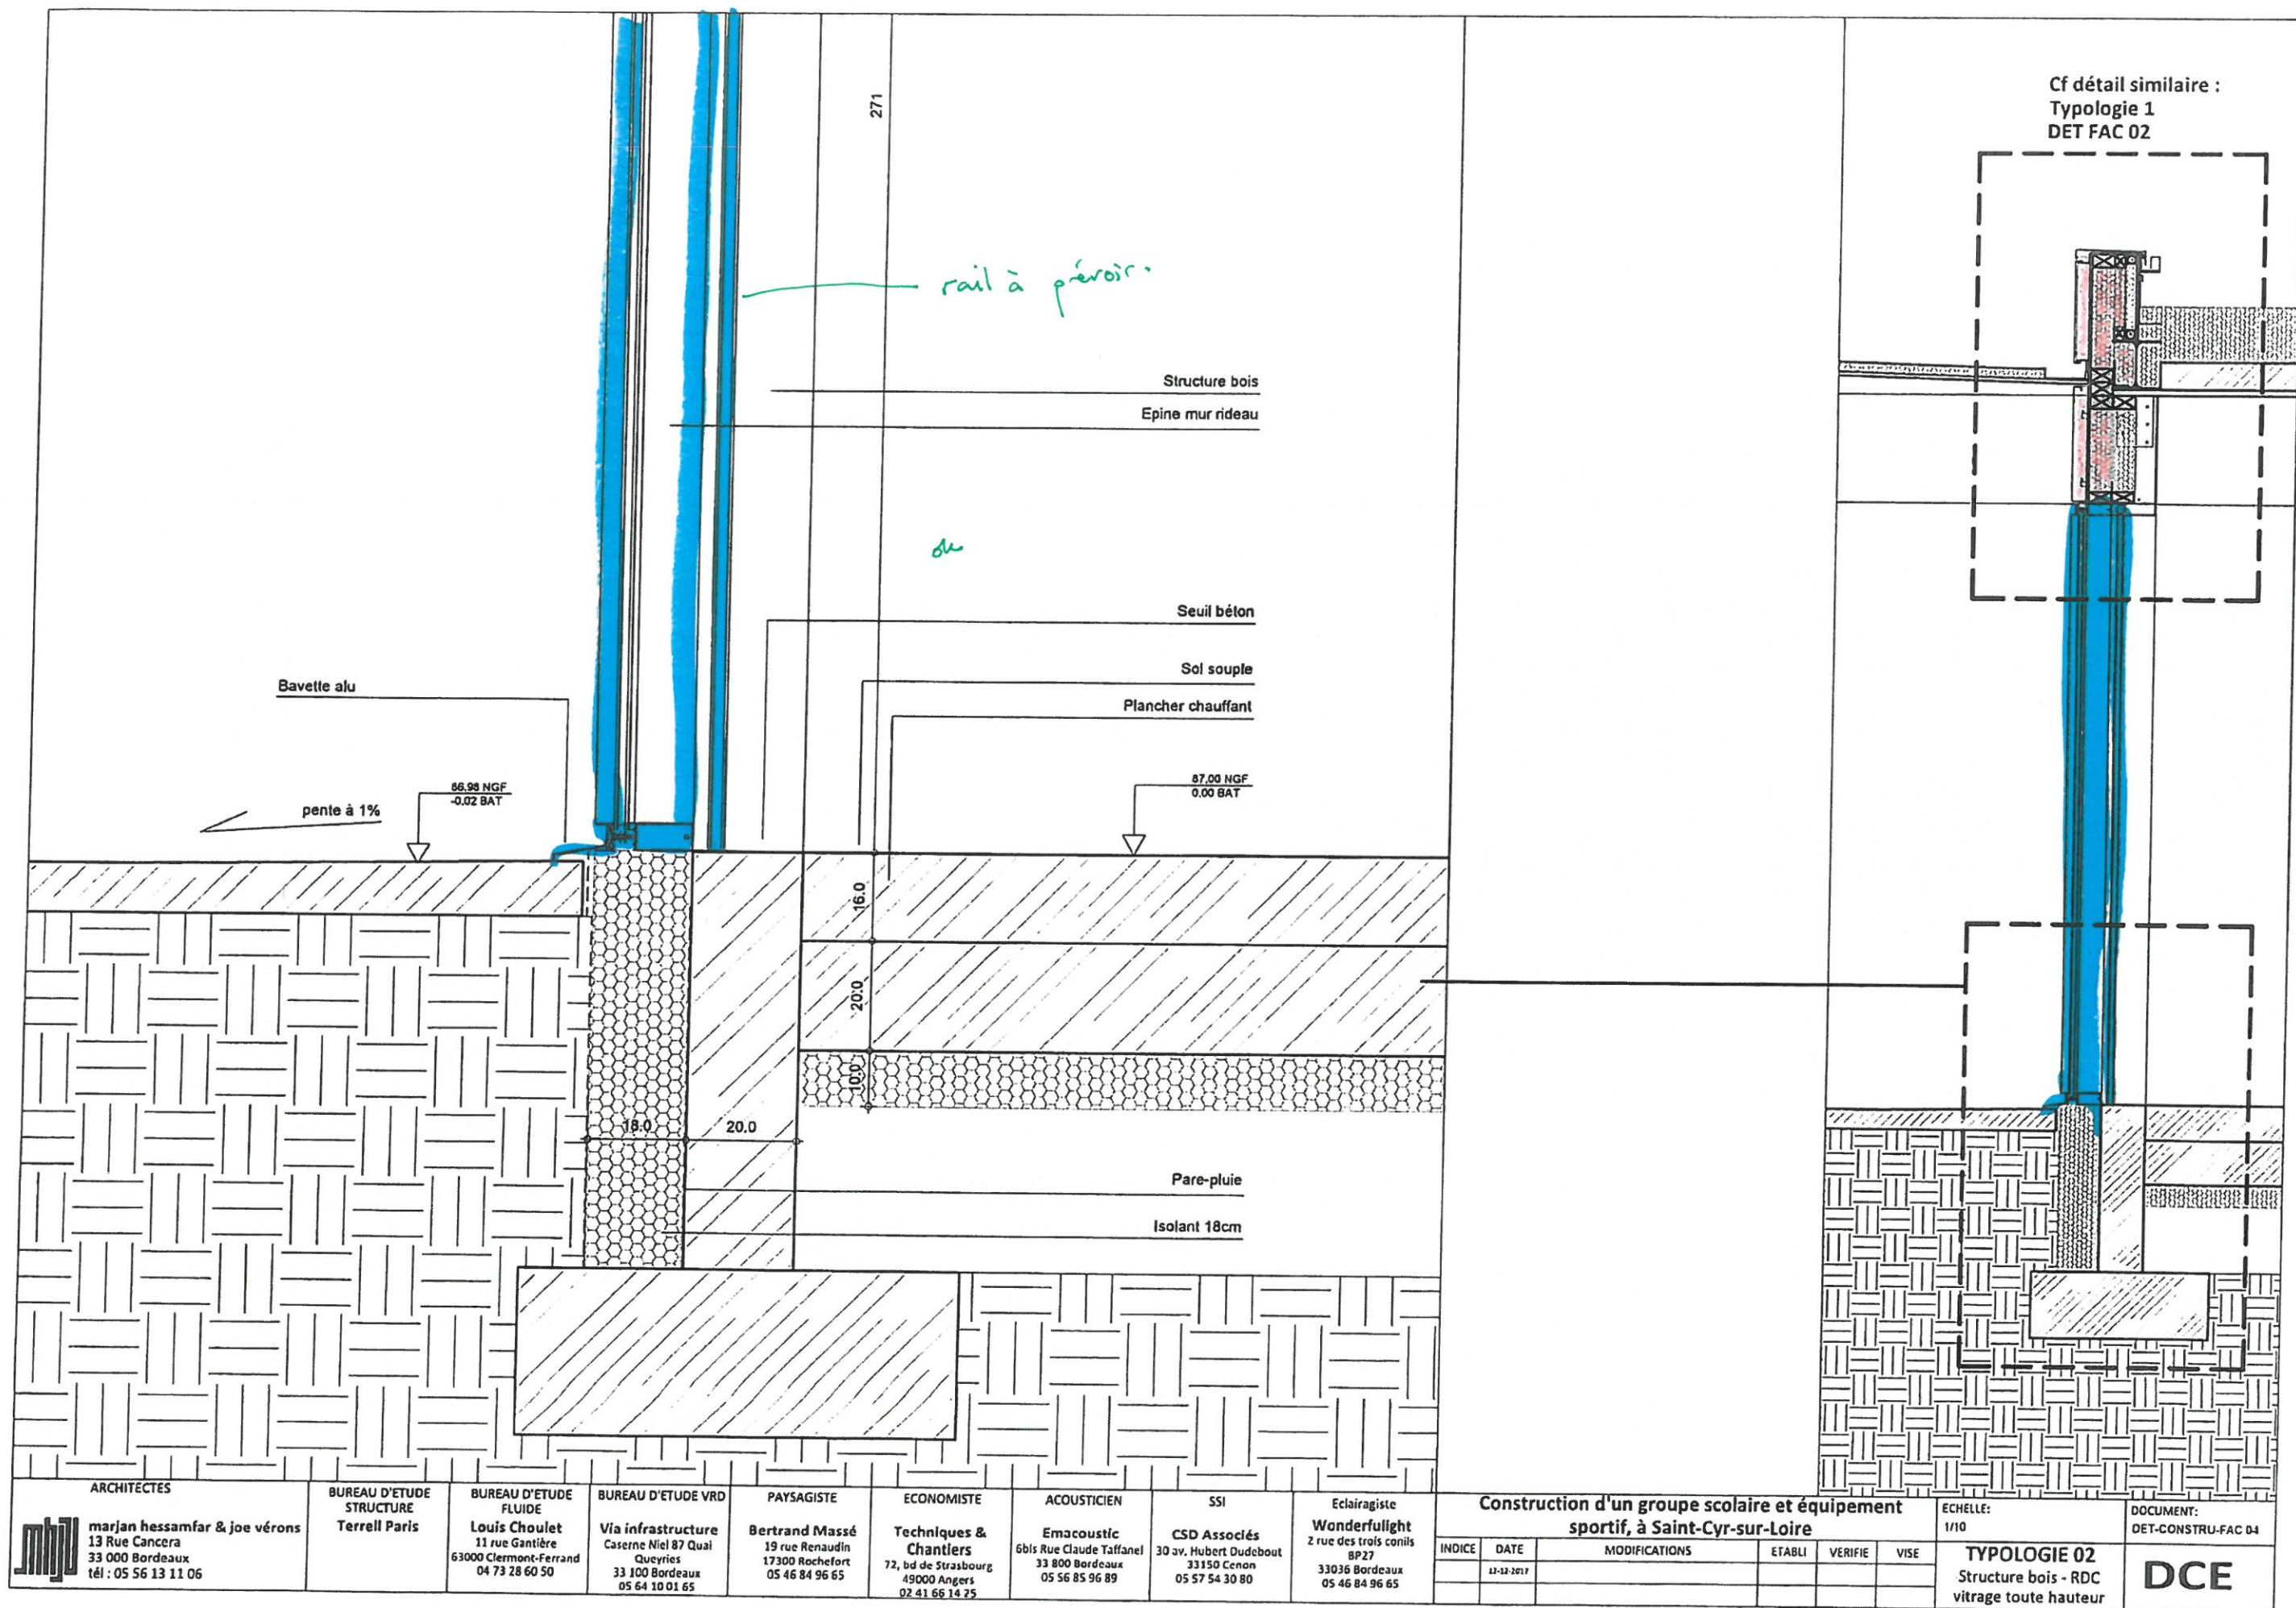 Cf détail similaire :
Typologie 1
DET FAC 02
271
rail à prévoir.
Structure bois
Epine mur rideau
ok
Seuil béton
Sol souple
Plancher chauffant
Bavette alu
86.98 NGF
-0.02 BAT
pente à 1%
87.00 NGF
0.00 BAT
16.0
20.0
10.0
18.0
20.0
Pare-pluie
Isolant 18cm
ARCHITECTES
mhjv
marjan hessamfar & joe vérons
13 Rue Cancera
33 000 Bordeaux
tél : 05 56 13 11 06
BUREAU D'ETUDE
STRUCTURE
Terrell Paris
BUREAU D'ETUDE
FLUIDE
Louis Choulet
11 rue Gantière
63000 Clermont-Ferrand
04 73 28 60 50
BUREAU D'ETUDE VRD
Via infrastructure
Caserne Niel 87 Quai
Queyries
33 100 Bordeaux
05 64 10 01 65
PAYSAGISTE
Bertrand Massé
19 rue Renaudin
17300 Rochefort
05 46 84 96 65
ECONOMISTE
Techniques &
Chantiers
72, bd de Strasbourg
49000 Angers
02 41 66 14 25
ACOUSTICIEN
Emacoustic
6bis Rue Claude Taffanel
33 800 Bordeaux
05 56 85 96 89
SSI
CSD Associés
30 av. Hubert Dudebout
33150 Cenon
05 57 54 30 80
Eclairagiste
Wonderfulight
2 rue des trois conils
BP27
33036 Bordeaux
05 46 84 96 65
Construction d'un groupe scolaire et équipement
sportif, à Saint-Cyr-sur-Loire
INDICE DATE MODIFICATIONS ETABLI VERIFIE VISE
12-12-2017
ECHELLE:
1/10
TYPOLOGIE 02
Structure bois - RDC
vitrage toute hauteur
DOCUMENT:
DET-CONSTRU-FAC 04
DCE